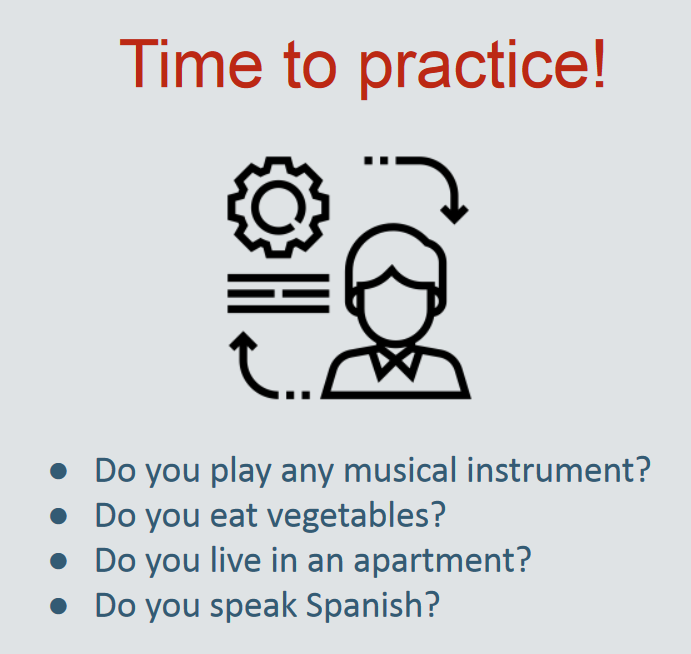 Time to practice!
● Do you play any musical instrument?
● Do you eat vegetables?
● Do you live in an apartment?
● Do you speak Spanish?